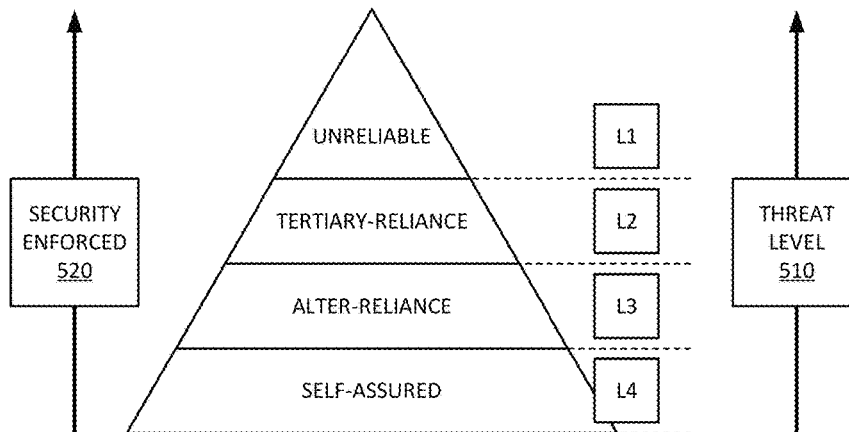 UNRELIABLE
L1
SECURITY
ENFORCED
520
TERTIARY-RELIANCE
L2
THREAT
LEVEL
510
ALTER-RELIANCE
L3
SELF-ASSURED
L4